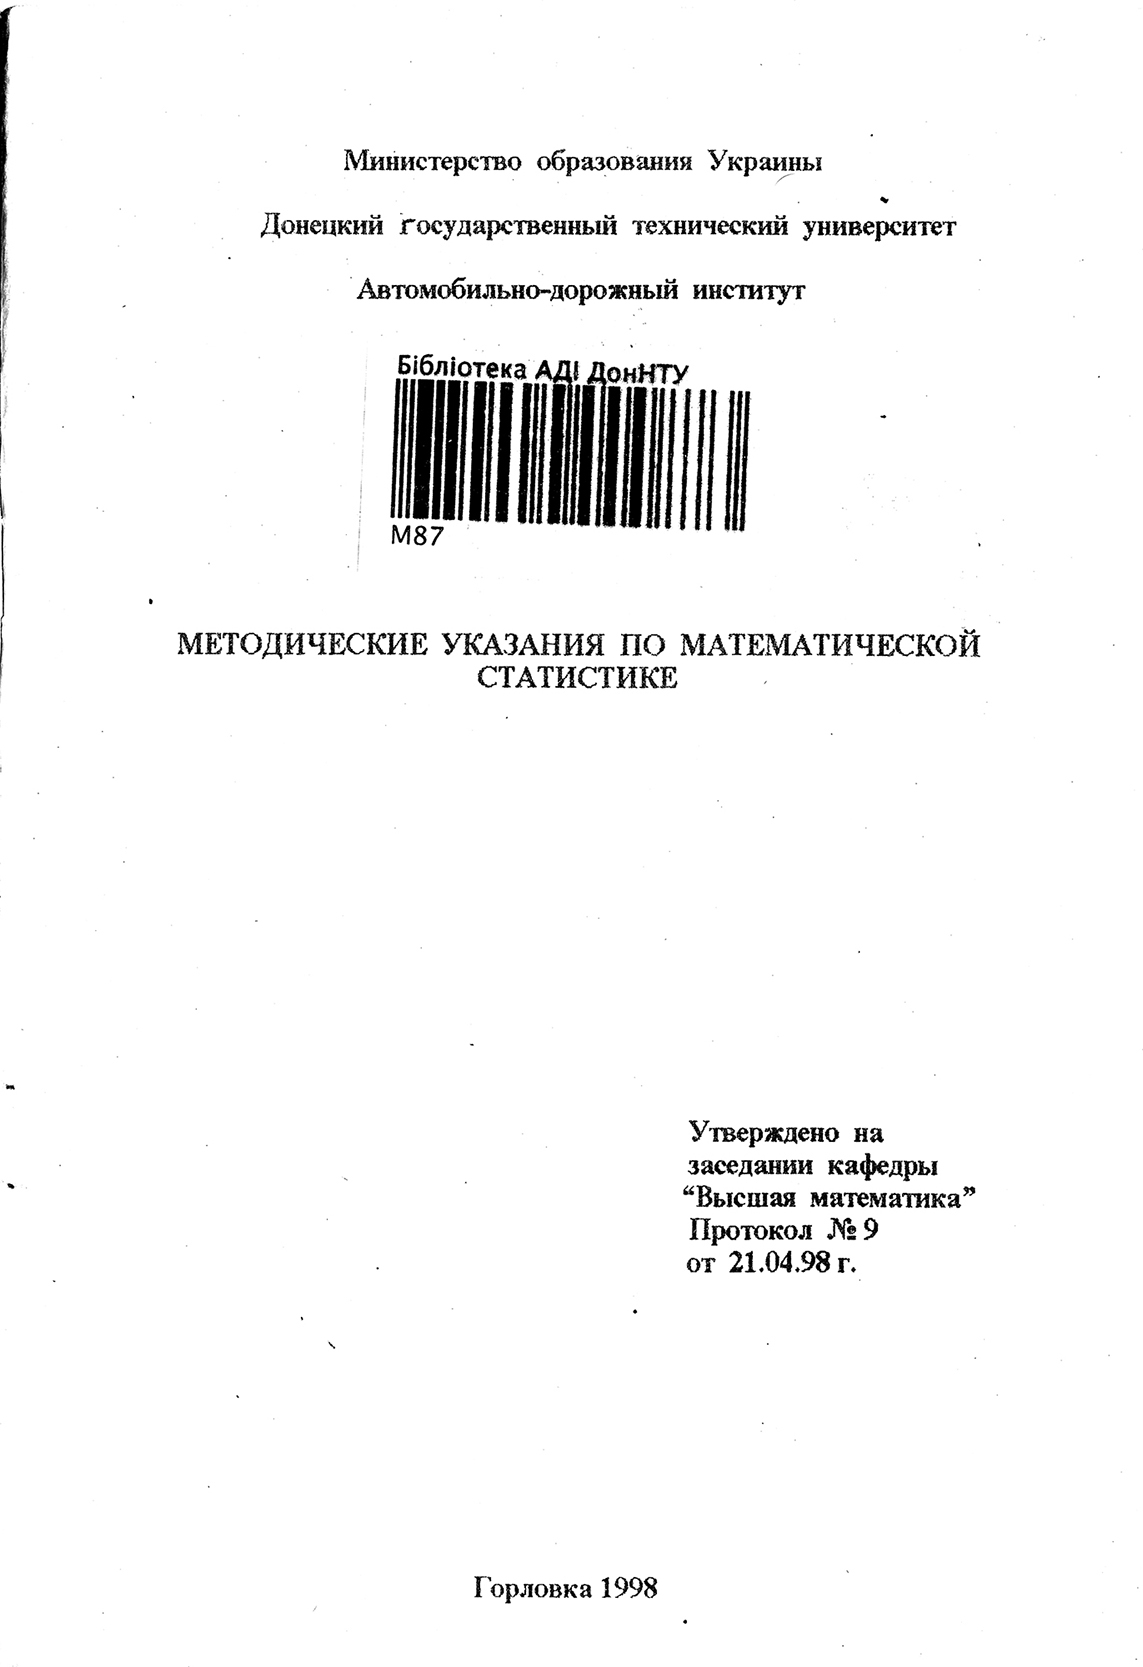 Министерство образования Украины
Донецкий государственный технический университет
Автомобильно-дорожный институт
Бібліотека АДІ ДонНТУ
М87
МЕТОДИЧЕСКИЕ УКАЗАНИЯ ПО МАТЕМАТИЧЕСКОЙ
СТАТИСТИКЕ
Утверждено на
заседании кафедры
“Высшая математика”
Протокол № 9
от 21.04.98 г.
Горловка 1998